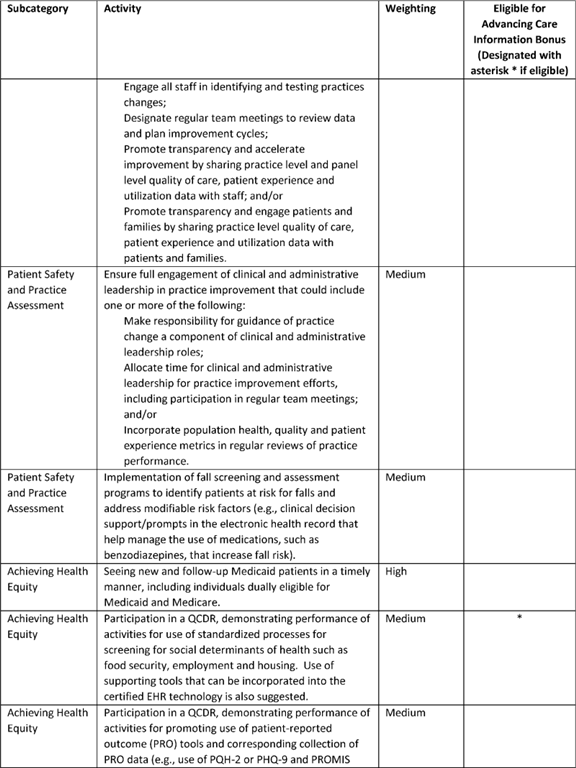 Subcategory
Activity
Weighting
Eligible for
Advancing Care
Information Bonus
(Designated with
asterisk * if eligible)
Engage all staff in identifying and testing practices
changes;
Designate regular team meetings to review data
and plan improvement cycles;
Promote transparency and accelerate
improvement by sharing practice level and panel
level quality of care, patient experience and
utilization data with staff; and/or
Promote transparency and engage patients and
families by sharing practice level quality of care,
patient experience and utilization data with
patients and families.
Patient Safety
and Practice
Assessment
Ensure full engagement of clinical and administrative
leadership in practice improvement that could include
one or more of the following:
Make responsibility for guidance of practice
change a component of clinical and administrative
leadership roles;
Allocate time for clinical and administrative
leadership for practice improvement efforts,
including participation in regular team meetings;
and/or
Incorporate population health, quality and patient
experience metrics in regular reviews of practice
performance.
Medium
Patient Safety
and Practice
Assessment
Implementation of fall screening and assessment
programs to identify patients at risk for falls and
address modifiable risk factors (e.g., clinical decision
support/prompts in the electronic health record that
help manage the use of medications, such as
benzodiazepines, that increase fall risk).
Medium
Achieving Health
Equity
Seeing new and follow-up Medicaid patients in a timely
manner, including individuals dually eligible for
Medicaid and Medicare.
High
Achieving Health
Equity
Participation in a QCDR, demonstrating performance of
activities for use of standardized processes for
screening for social determinants of health such as
food security, employment and housing. Use of
supporting tools that can be incorporated into the
certified EHR technology is also suggested.
Medium
*
Achieving Health
Equity
Participation in a QCDR, demonstrating performance of
activities for promoting use of patient-reported
outcome (PRO) tools and corresponding collection of
PRO data (e.g., use of PQH-2 or PHQ-9 and PROMIS
Medium